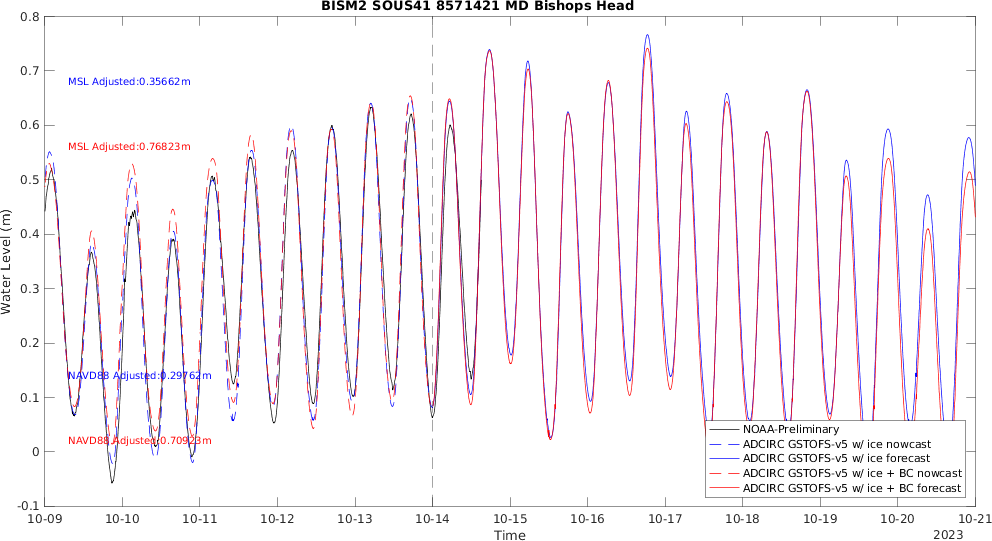 BISM2 SOUS41 8571421 MD Bishops Head
0.8
0.7
0.6
0.5
0.4
0.3
0.2
0.1
0
-0.1
Water Level (m)
MSL Adjusted:0.35662m
MSL Adjusted:0.76823m
NAVD88 Adjusted:0.29762m
NAVD88 Adjusted:0.70923m
NOAA-Preliminary
ADCIRC GSTOFS-v5 w/ ice nowcast
ADCIRC GSTOFS-v5 w/ ice forecast
ADCIRC GSTOFS-v5 w/ ice + BC nowcast
ADCIRC GSTOFS-v5 w/ ice + BC forecast
10-09 10-10 10-11 10-12 10-13 10-14 10-15 10-16 10-17 10-18 10-19 10-20 10-21
Time
2023